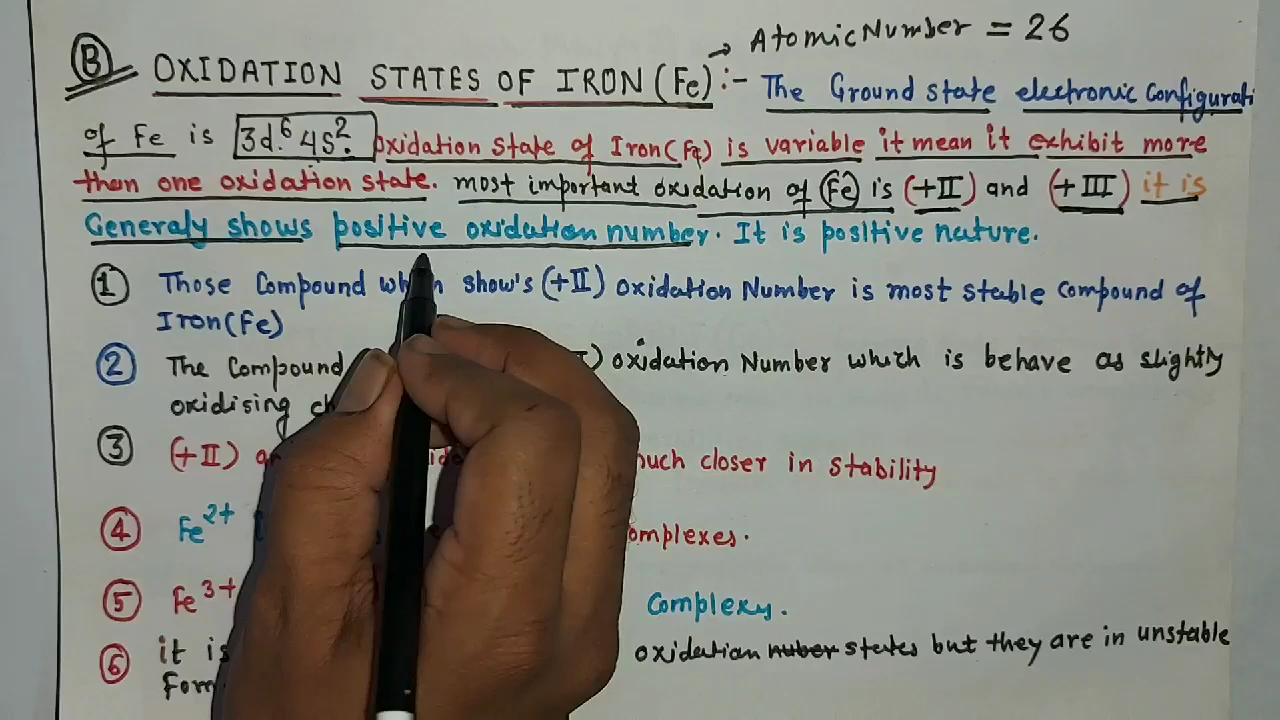 → Atomic Number = 26
(B) OXIDATION STATES OF IRON (Fe) :- The Ground state electronic Configurati
of Fe is 3d⁶ 4s². oxidation state of Iron(Fe) is variable it mean it exhibit more
then one oxidation state. most important oxidation of (Fe) is (+II) and (+III) it is
Generaly shows positive oxidation number. It is positive nature.
(1) Those Compound which show's (+II) oxidation Number is most stable compound of
Iron(Fe)
(2) The Compound I) oxidation Number which is behave as slightly
oxidising ch
(3) (+II) closer in stability
(4) Fe²⁺ omplexes.
(5) Fe³⁺ Complexy.
(6) it is oxidation states but they are in unstable
Form